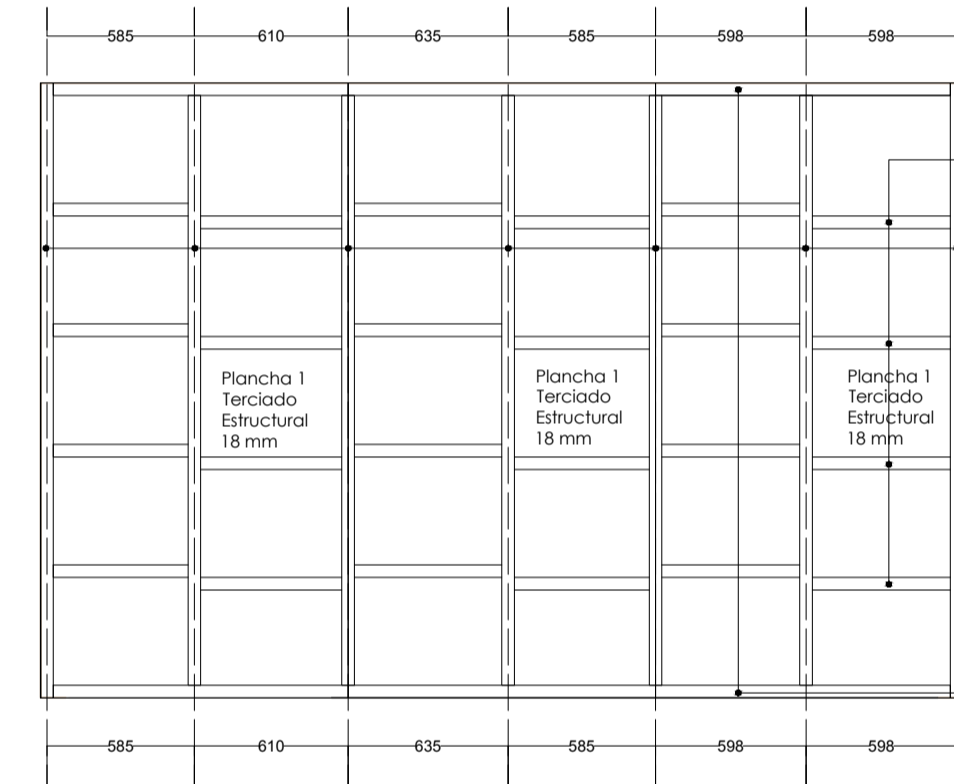 585 610 635 585 598 598
Plancha 1
Terciado
Estructural
18 mm
Plancha 1
Terciado
Estructural
18 mm
Plancha 1
Terciado
Estructural
18 mm
585 610 635 585 598 598